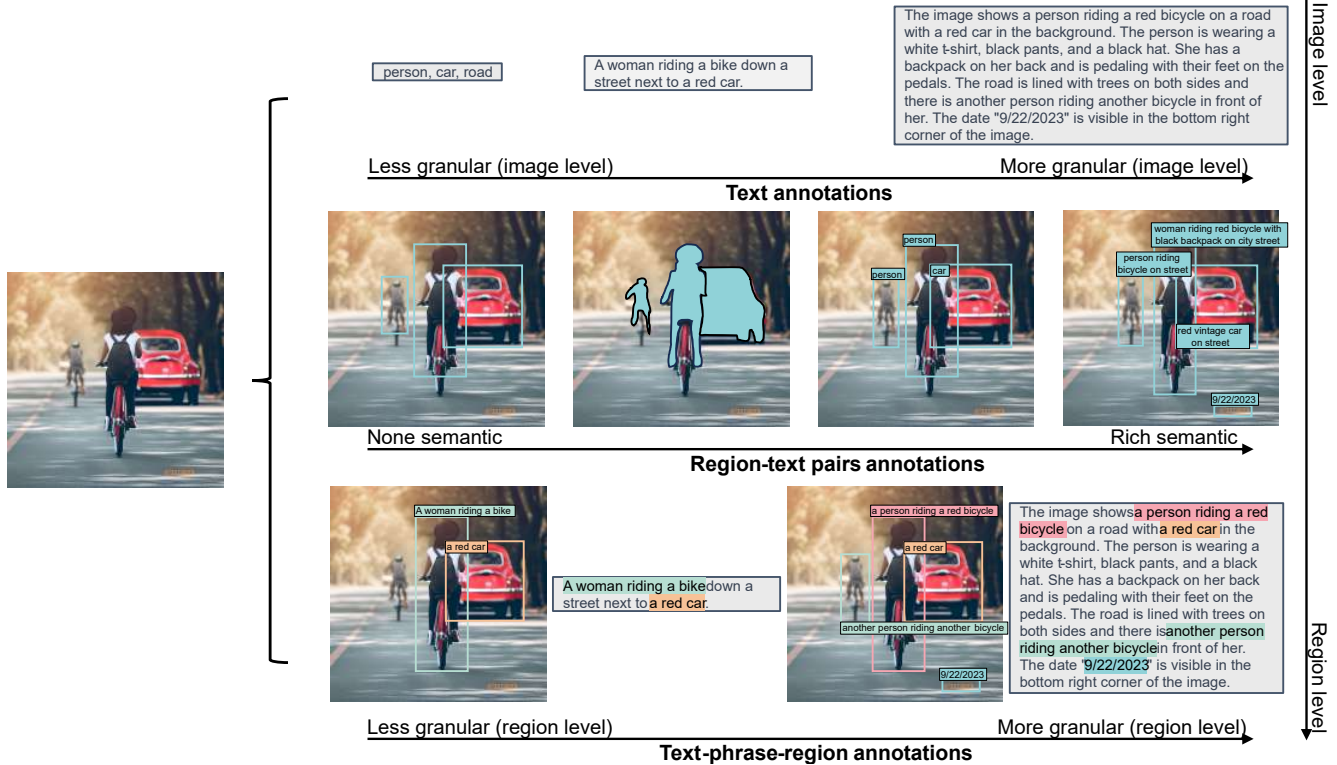 person, car, road
A woman riding a bike down a
street next to a red car.
The image shows a person riding a red bicycle on a road
with a red car in the background. The person is wearing a
white t-shirt, black pants, and a black hat. She has a
backpack on her back and is pedaling with their feet on the
pedals. The road is lined with trees on both sides and
there is another person riding another bicycle in front of
her. The date "9/22/2023" is visible in the bottom right
corner of the image.
Image level
Less granular (image level)
More granular (image level)
Text annotations
person
person
car
woman riding red bicycle with
black backpack on city street
person riding
bicycle on street
red vintage car
on street
9/22/2023
None semantic
Rich semantic
Region-text pairs annotations
A woman riding a bike
a red car
A woman riding a bike down a
street next to a red car.
a person riding a red bicycle
a red car
another person riding another bicycle
9/22/2023
The image shows a person riding a red
bicycle on a road with a red car in the
background. The person is wearing a
white t-shirt, black pants, and a black
hat. She has a backpack on her back
and is pedaling with their feet on the
pedals. The road is lined with trees on
both sides and there is another person
riding another bicycle in front of her.
The date "9/22/2023" is visible in the
bottom right corner of the image.
Region level
Less granular (region level)
More granular (region level)
Text-phrase-region annotations